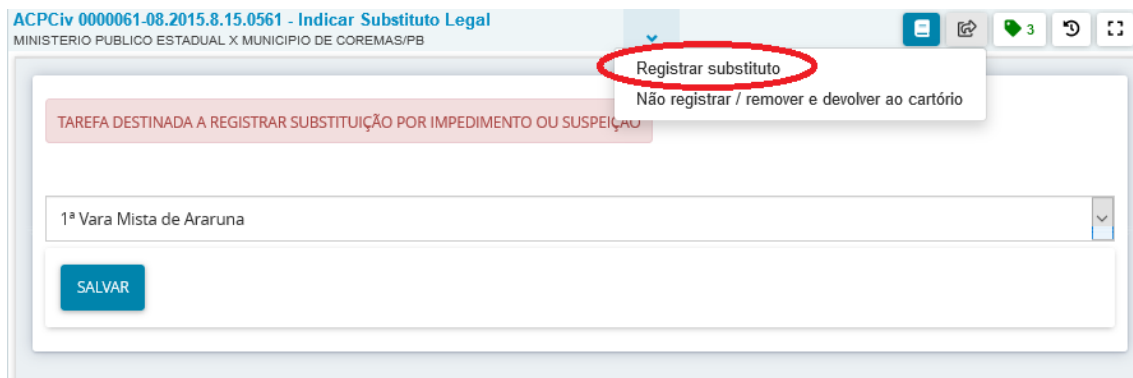 ACPCiv 0000061-08.2015.8.15.0561 - Indicar Substituto Legal
MINISTERIO PUBLICO ESTADUAL X MUNICIPIO DE COREMAS/PB
3
Registrar substituto
Não registrar / remover e devolver ao cartório
TAREFA DESTINADA A REGISTRAR SUBSTITUIÇÃO POR IMPEDIMENTO OU SUSPEIÇÃO
1ª Vara Mista de Araruna
SALVAR